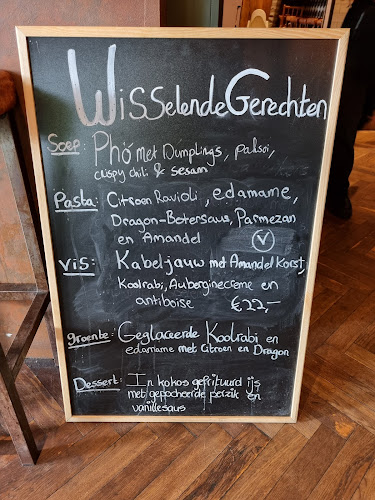 Wisselende Gerechten
Soep: Phở met Dumplings, paksoi,
crispy chili & sesam
Pasta: Citroen Ravioli, edamame,
Dragon-Botersaus, Parmezan
en Amandel V
Vis: Kabeljauw met Amandel Korst,
Koolrabi, Auberginecreme en
antiboise €22,-
groente: Geglaceerde Koolrabi en
edamame met Citroen en Dragon
Dessert: In kokos gefrituurd ijs
met gepocheerde perzik en
vanillesaus